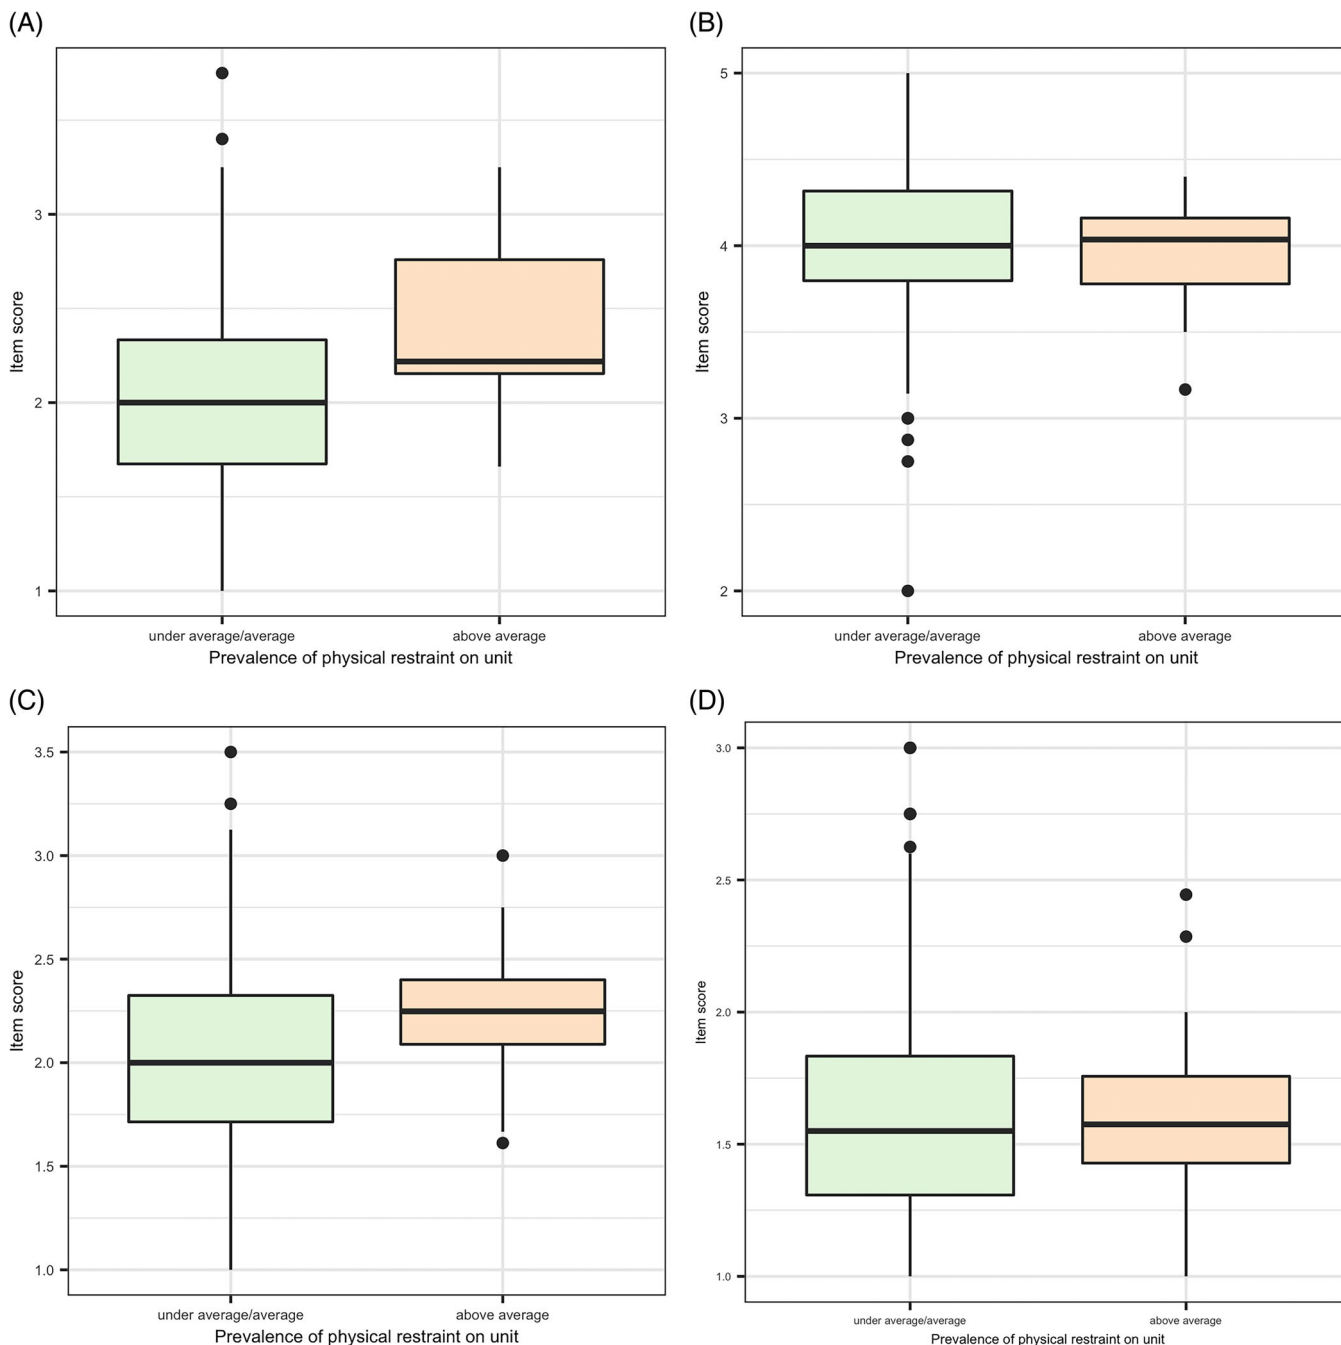 (A)
3
2
1
Item score
under average/average above average
Prevalence of physical restraint on unit
(B)
5
4
3
2
Item score
under average/average above average
Prevalence of physical restraint on unit
(C)
3.5
3.0
2.5
2.0
1.5
1.0
Item score
under average/average above average
Prevalence of physical restraint on unit
(D)
3.0
2.5
2.0
1.5
1.0
Item score
under average/average above average
Prevalence of physical restraint on unit